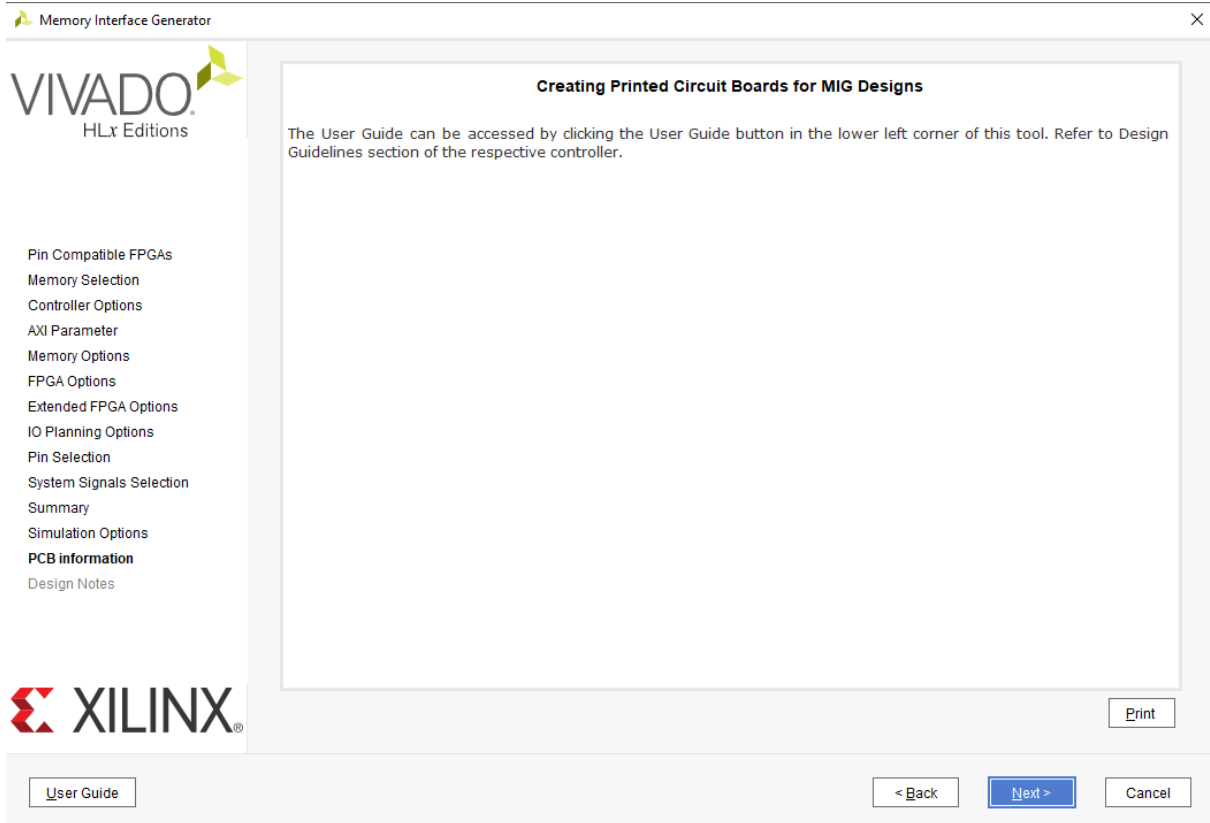 Memory Interface Generator
VIVADO.
HLx Editions
Creating Printed Circuit Boards for MIG Designs
The User Guide can be accessed by clicking the User Guide button in the lower left corner of this tool. Refer to Design
Guidelines section of the respective controller.
Pin Compatible FPGAs
Memory Selection
Controller Options
AXI Parameter
Memory Options
FPGA Options
Extended FPGA Options
IO Planning Options
Pin Selection
System Signals Selection
Summary
Simulation Options
PCB information
Design Notes
XILINX®
Print
User Guide
< Back
Next >
Cancel